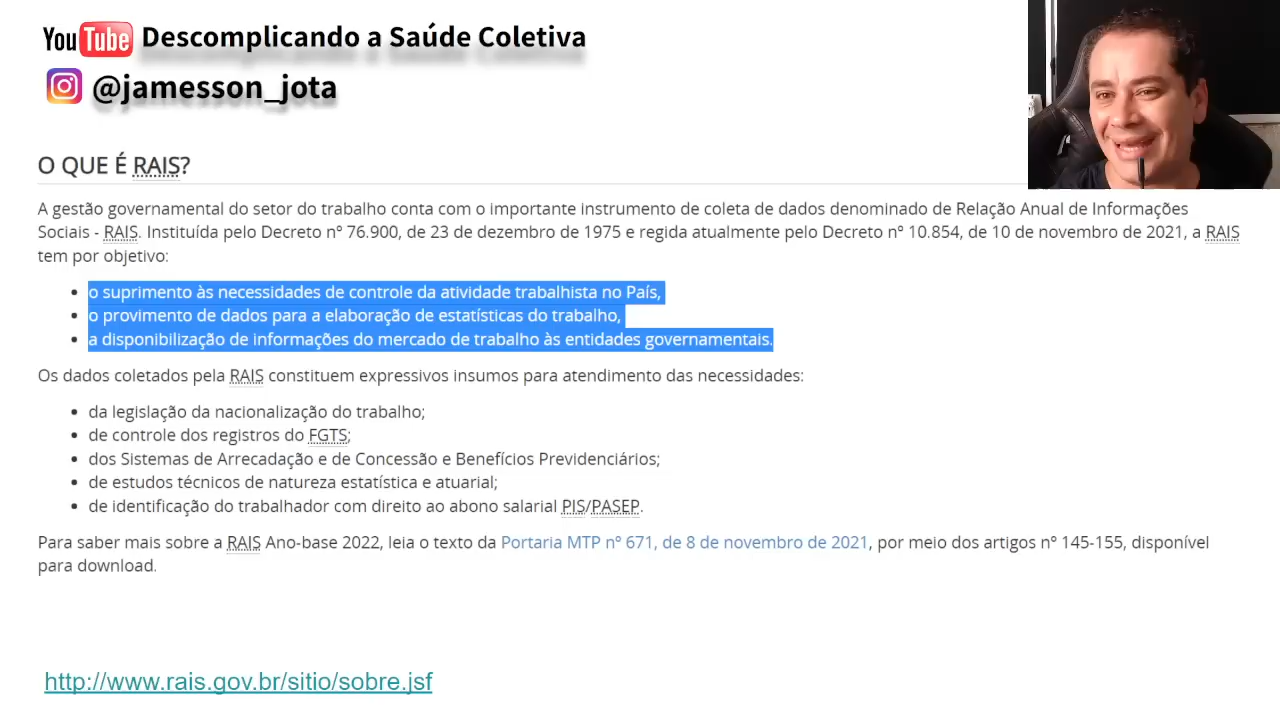 YouTube Descomplicando a Saúde Coletiva
@jamesson_jota
O QUE É RAIS?
A gestão governamental do setor do trabalho conta com o importante instrumento de coleta de dados denominado de Relação Anual de Informações
Sociais - RAIS. Instituída pelo Decreto nº 76.900, de 23 de dezembro de 1975 e regida atualmente pelo Decreto nº 10.854, de 10 de novembro de 2021, a RAIS
tem por objetivo:
• o suprimento às necessidades de controle da atividade trabalhista no País,
• o provimento de dados para a elaboração de estatísticas do trabalho,
• a disponibilização de informações do mercado de trabalho às entidades governamentais.
Os dados coletados pela RAIS constituem expressivos insumos para atendimento das necessidades:
• da legislação da nacionalização do trabalho;
• de controle dos registros do FGTS;
• dos Sistemas de Arrecadação e de Concessão e Benefícios Previdenciários;
• de estudos técnicos de natureza estatística e atuarial;
• de identificação do trabalhador com direito ao abono salarial PIS/PASEP.
Para saber mais sobre a RAIS Ano-base 2022, leia o texto da Portaria MTP nº 671, de 8 de novembro de 2021, por meio dos artigos nº 145-155, disponível
para download.
http://www.rais.gov.br/sitio/sobre.jsf